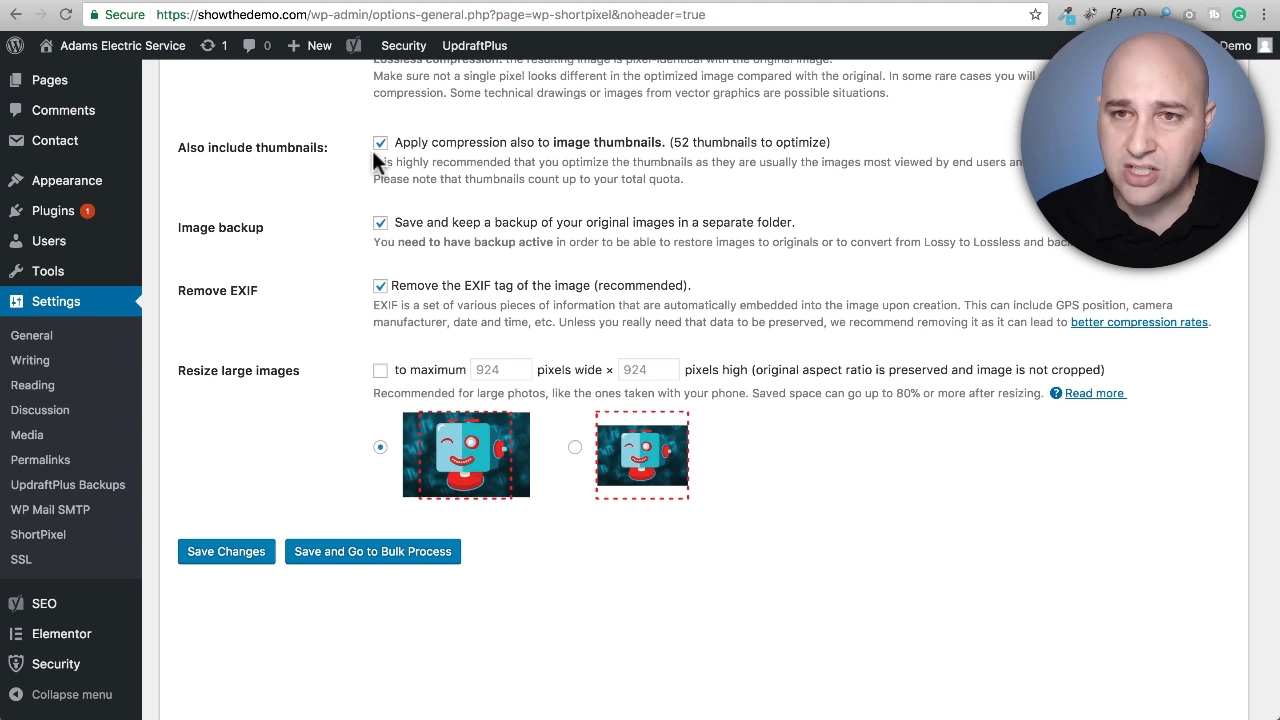 https://showthedemo.com/wp-admin/options-general.php?page=wp-shortpixel&noheader=true
Adams Electric Service 1 0 New Security UpdraftPlus Demo
Pages
Comments
Contact
Appearance
Plugins 1
Users
Tools
Settings
General
Writing
Reading
Discussion
Media
Permalinks
UpdraftPlus Backups
WP Mail SMTP
ShortPixel
SSL
SEO
Elementor
Security
Collapse menu
Lossless compression: the resulting image is pixel-identical with the original image.
Make sure not a single pixel looks different in the optimized image compared with the original. In some rare cases you will
compression. Some technical drawings or images from vector graphics are possible situations.
Also include thumbnails:
Apply compression also to image thumbnails. (52 thumbnails to optimize)
is highly recommended that you optimize the thumbnails as they are usually the images most viewed by end users
Please note that thumbnails count up to your total quota.
Image backup
Save and keep a backup of your original images in a separate folder.
You need to have backup active in order to be able to restore images to originals or to convert from Lossy to Lossless and
Remove EXIF
Remove the EXIF tag of the image (recommended).
EXIF is a set of various pieces of information that are automatically embedded into the image upon creation. This can include GPS position, camera
manufacturer, date and time, etc. Unless you really need that data to be preserved, we recommend removing it as it can lead to better compression rates.
Resize large images
to maximum 924 pixels wide × 924 pixels high (original aspect ratio is preserved and image is not cropped)
Recommended for large photos, like the ones taken with your phone. Saved space can go up to 80% or more after resizing. ? Read more
Save Changes Save and Go to Bulk Process